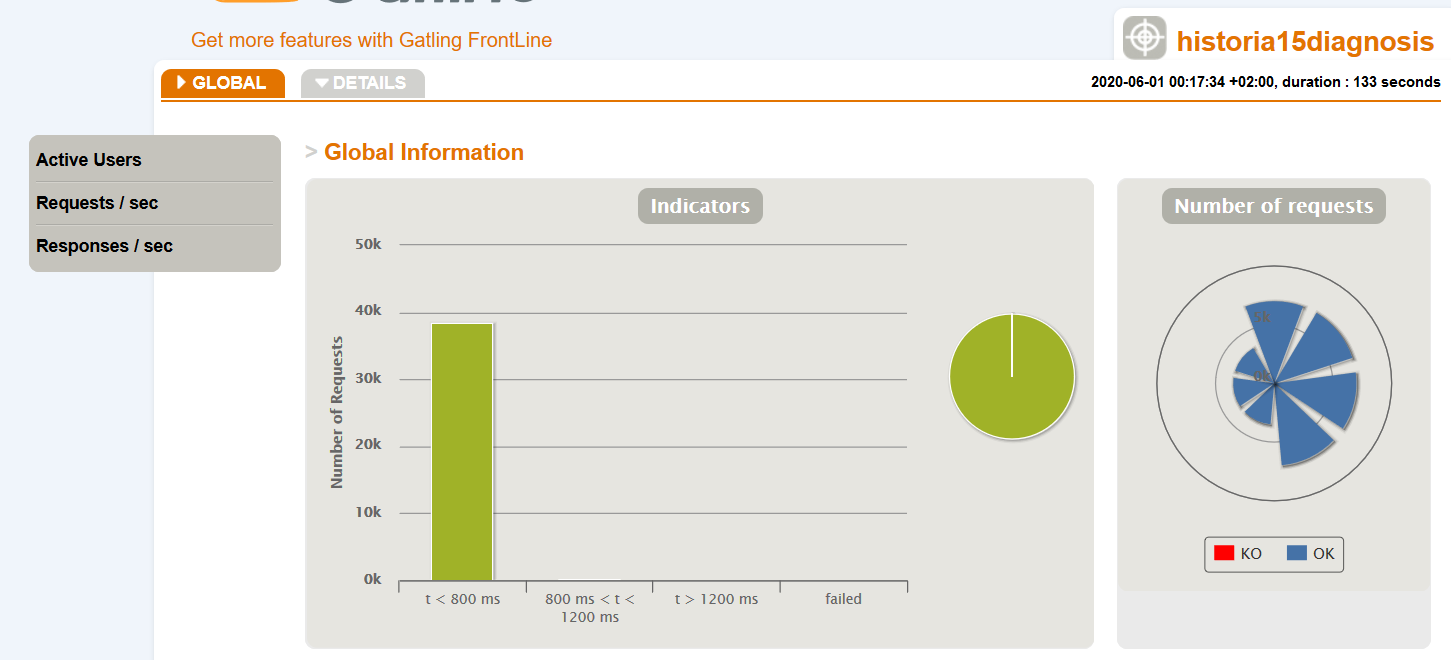 Get more features with Gatling FrontLine
historia15diagnosis
GLOBAL
DETAILS
2020-06-01 00:17:34 +02:00, duration : 133 seconds
Active Users
Requests / sec
Responses / sec
> Global Information
Indicators
50k
40k
30k
20k
10k
0k
Number of Requests
t < 800 ms
800 ms < t <
1200 ms
t > 1200 ms
failed
Number of requests
5k
0k
KO
OK